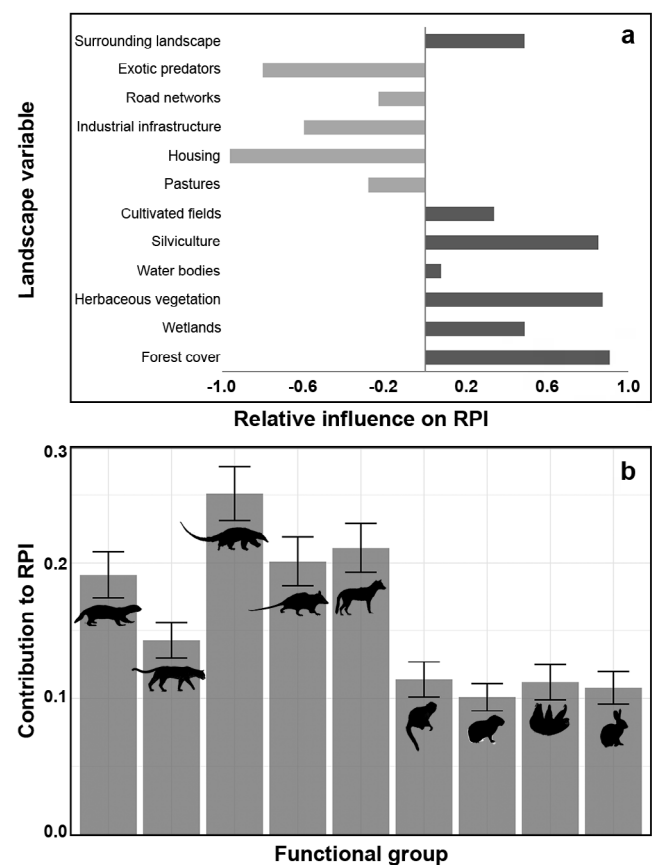 a
Surrounding landscape
Exotic predators
Road networks
Industrial infrastructure
Housing
Pastures
Cultivated fields
Silviculture
Water bodies
Herbaceous vegetation
Wetlands
Forest cover
Landscape variable
-1.0 -0.6 -0.2 0.2 0.6 1.0
Relative influence on RPI
b
0.3
0.2
0.1
0.0
Contribution to RPI
Functional group